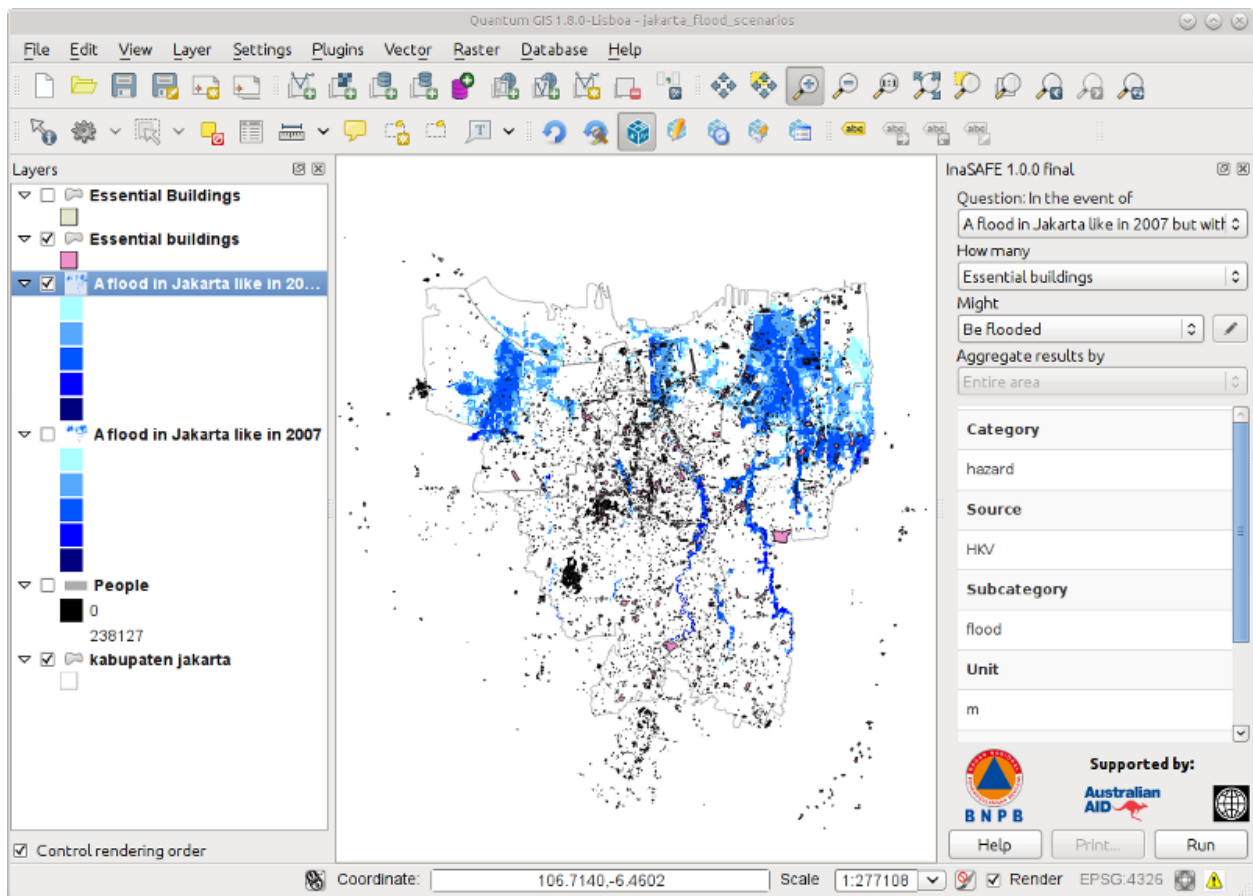 Quantum GIS 1.8.0-Lisboa - jakarta_flood_scenarios
File Edit View Layer Settings Plugins Vector Raster Database Help
Layers
Essential Buildings
Essential buildings
A flood in Jakarta like in 20...
A flood in Jakarta like in 2007
People
0
238127
kabupaten jakarta
Control rendering order
InaSAFE 1.0.0 final
Question: In the event of
A flood in Jakarta like in 2007 but with
How many
Essential buildings
Might
Be flooded
Aggregate results by
Entire area
Category
hazard
Source
HKV
Subcategory
flood
Unit
m
BNPB
Supported by:
Australian
AID
Help Print... Run
Coordinate: 106.7140,-6.4602 Scale 1:277108 Render EPSG:4326